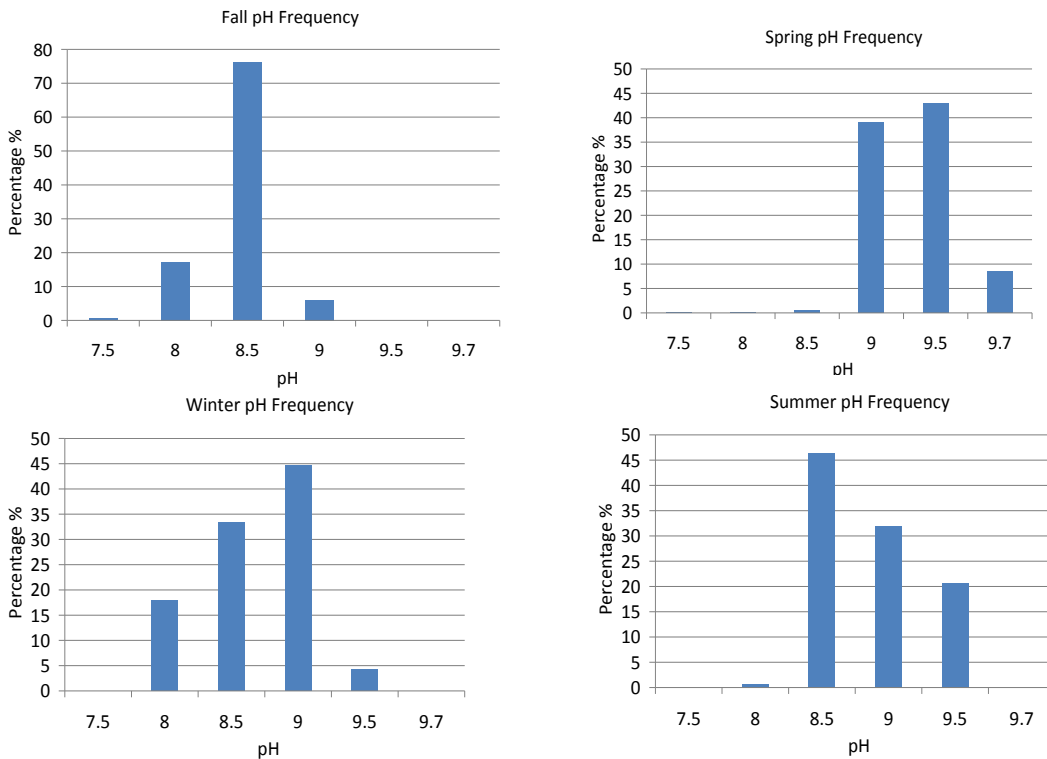 Fall pH Frequency
Percentage %
80
70
60
50
40
30
20
10
0
7.5 8 8.5 9 9.5 9.7
pH
Spring pH Frequency
Percentage %
50
45
40
35
30
25
20
15
10
5
0
7.5 8 8.5 9 9.5 9.7
pH
Winter pH Frequency
Percentage %
50
45
40
35
30
25
20
15
10
5
0
7.5 8 8.5 9 9.5 9.7
pH
Summer pH Frequency
Percentage %
50
45
40
35
30
25
20
15
10
5
0
7.5 8 8.5 9 9.5 9.7
pH